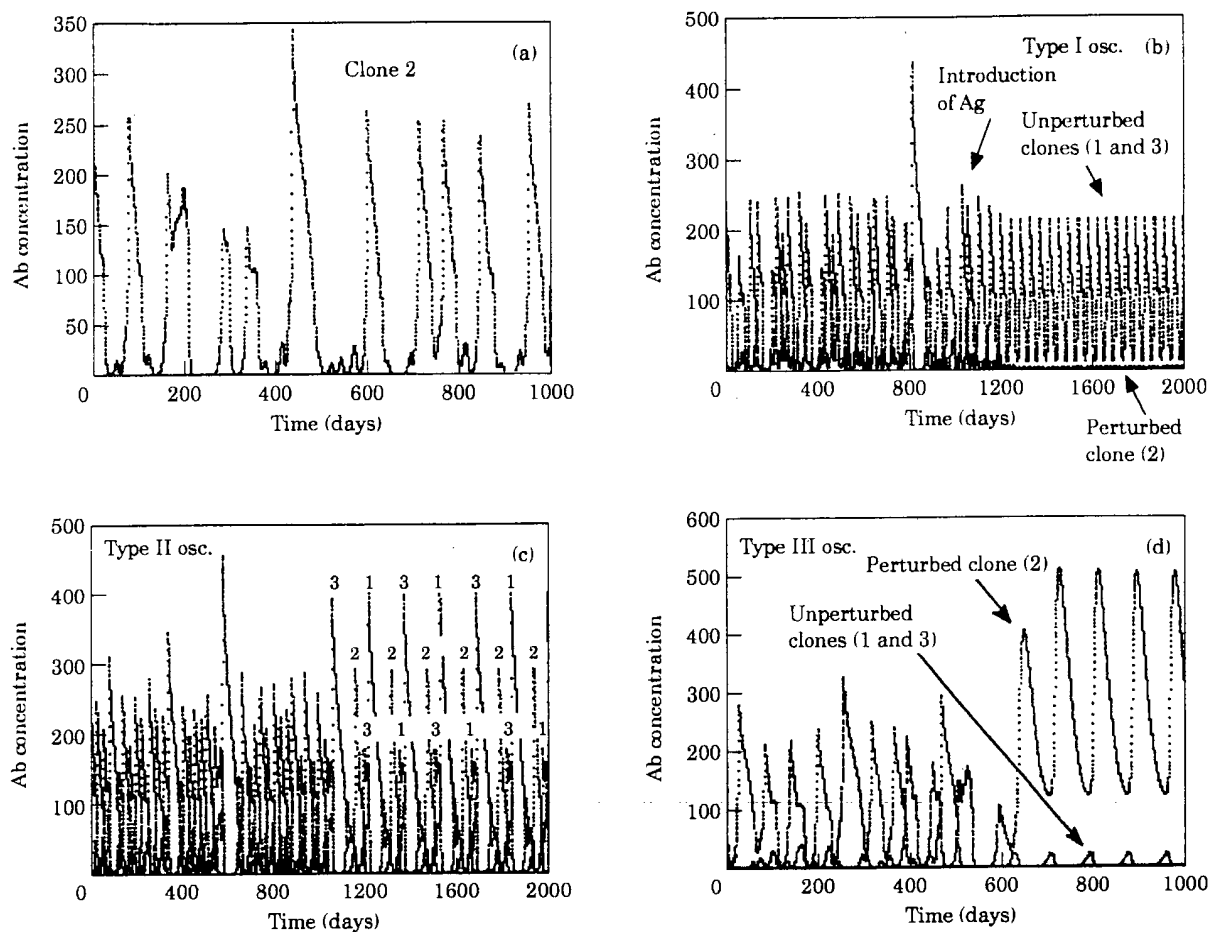 350
300
250
200
150
100
50
0
200
400
600
800
1000
Ab concentration
Time (days)
Clone 2
(a)
500
400
300
200
100
0
400
800
1200
1600
2000
Ab concentration
Time (days)
Type I osc.
(b)
Introduction
of Ag
Unperturbed
clones (1 and 3)
Perturbed
clone (2)
500
400
300
200
100
0
400
800
1200
1600
2000
Ab concentration
Time (days)
Type II osc.
(c)
3 1 3 1 3 1
2 2 2 2 2 2
3 1 3 1 3 1
600
500
400
300
200
100
0
200
400
600
800
1000
Ab concentration
Time (days)
Type III osc.
(d)
Perturbed clone (2)
Unperturbed
clones (1 and 3)